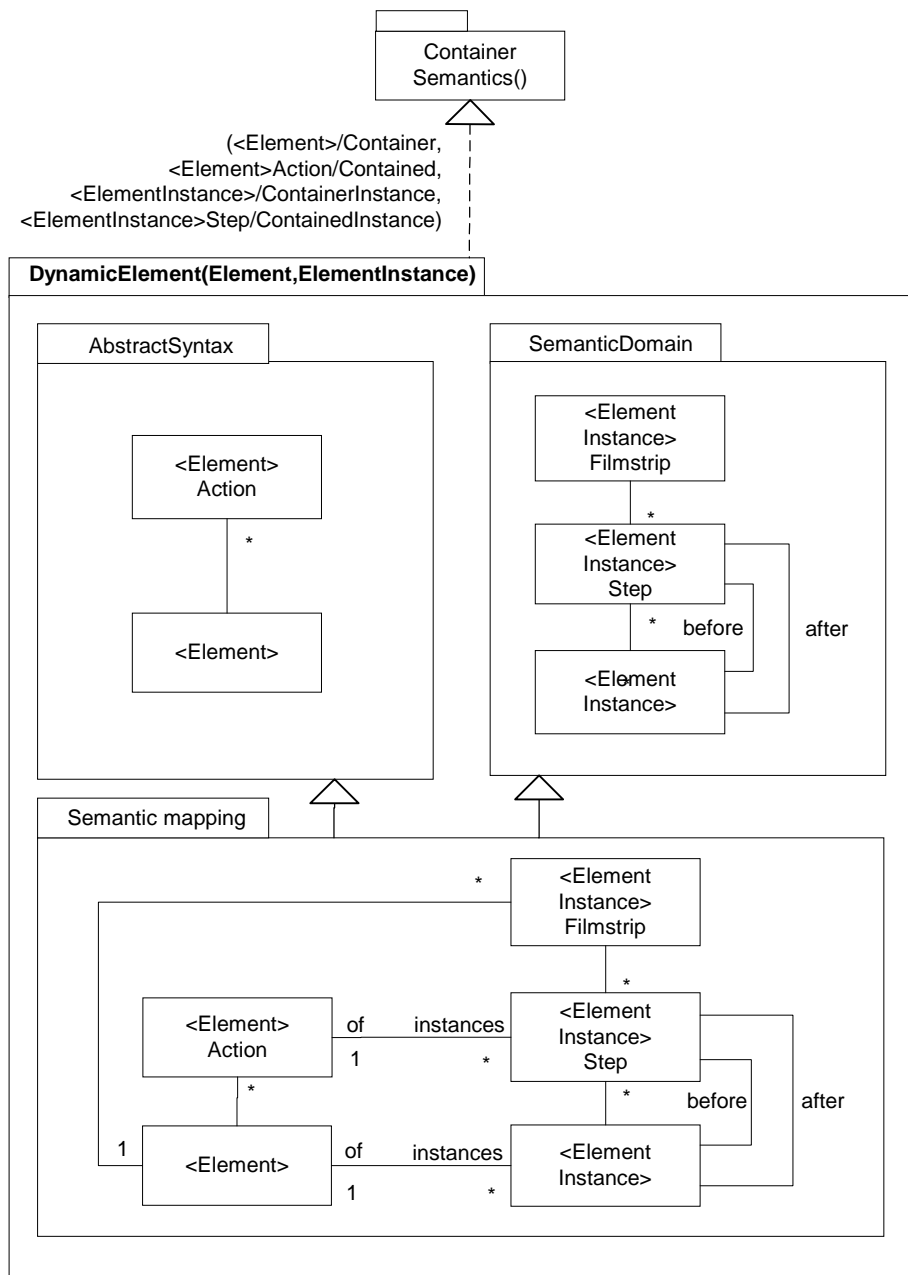 Container
Semantics()
(<Element>/Container,
<Element>Action/Contained,
<ElementInstance>/ContainerInstance,
<ElementInstance>Step/ContainedInstance)
DynamicElement(Element,ElementInstance)
AbstractSyntax
<Element>
Action
*
<Element>
SemanticDomain
<Element
Instance>
Filmstrip
*
<Element
Instance>
Step
*
before
after
<Element
Instance>
*
Semantic mapping
*
<Element
Instance>
Filmstrip
*
<Element>
Action
of
instances
1
*
<Element
Instance>
Step
*
*
before
after
1
<Element>
of
instances
1
*
<Element
Instance>